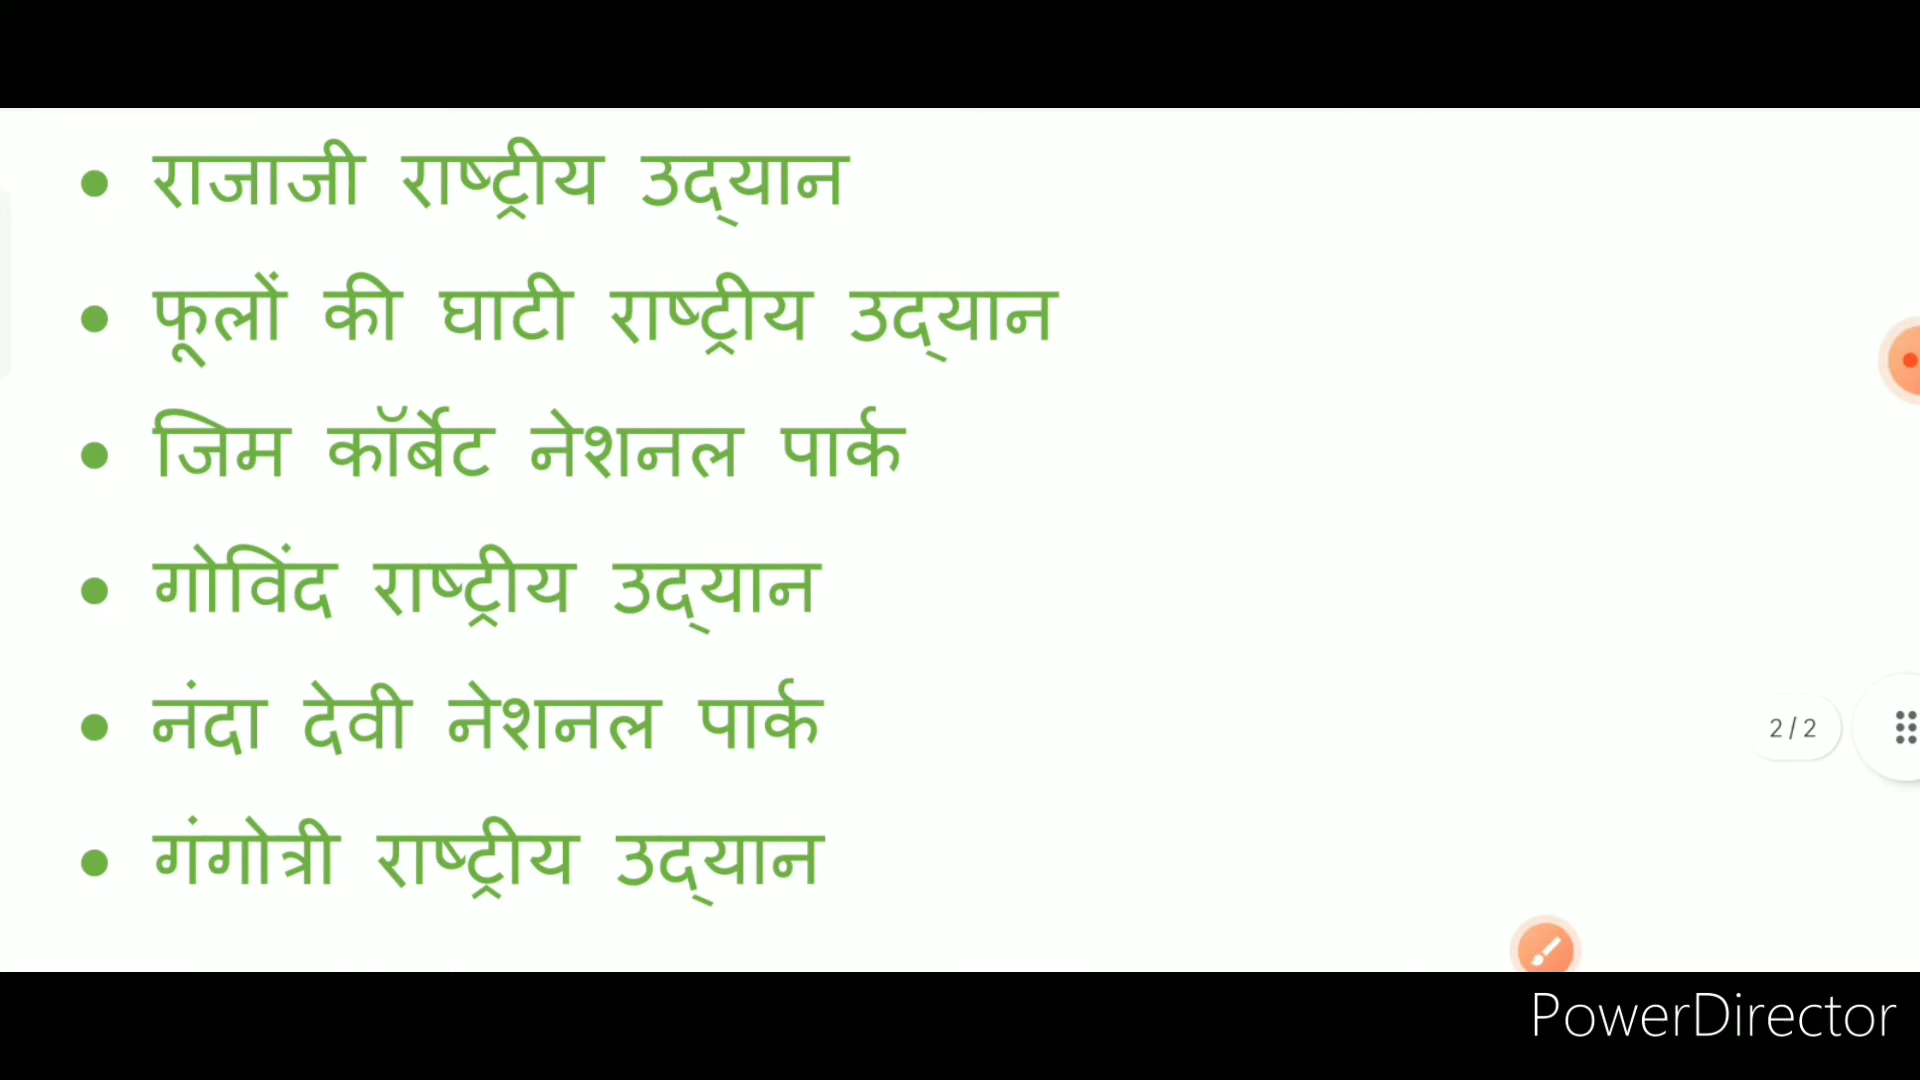 • राजाजी राष्ट्रीय उद्यान
• फूलों की घाटी राष्ट्रीय उद्यान
• जिम कॉर्बेट नेशनल पार्क
• गोविंद राष्ट्रीय उद्यान
• नंदा देवी नेशनल पार्क
2 / 2
• गंगोत्री राष्ट्रीय उद्यान
PowerDirector